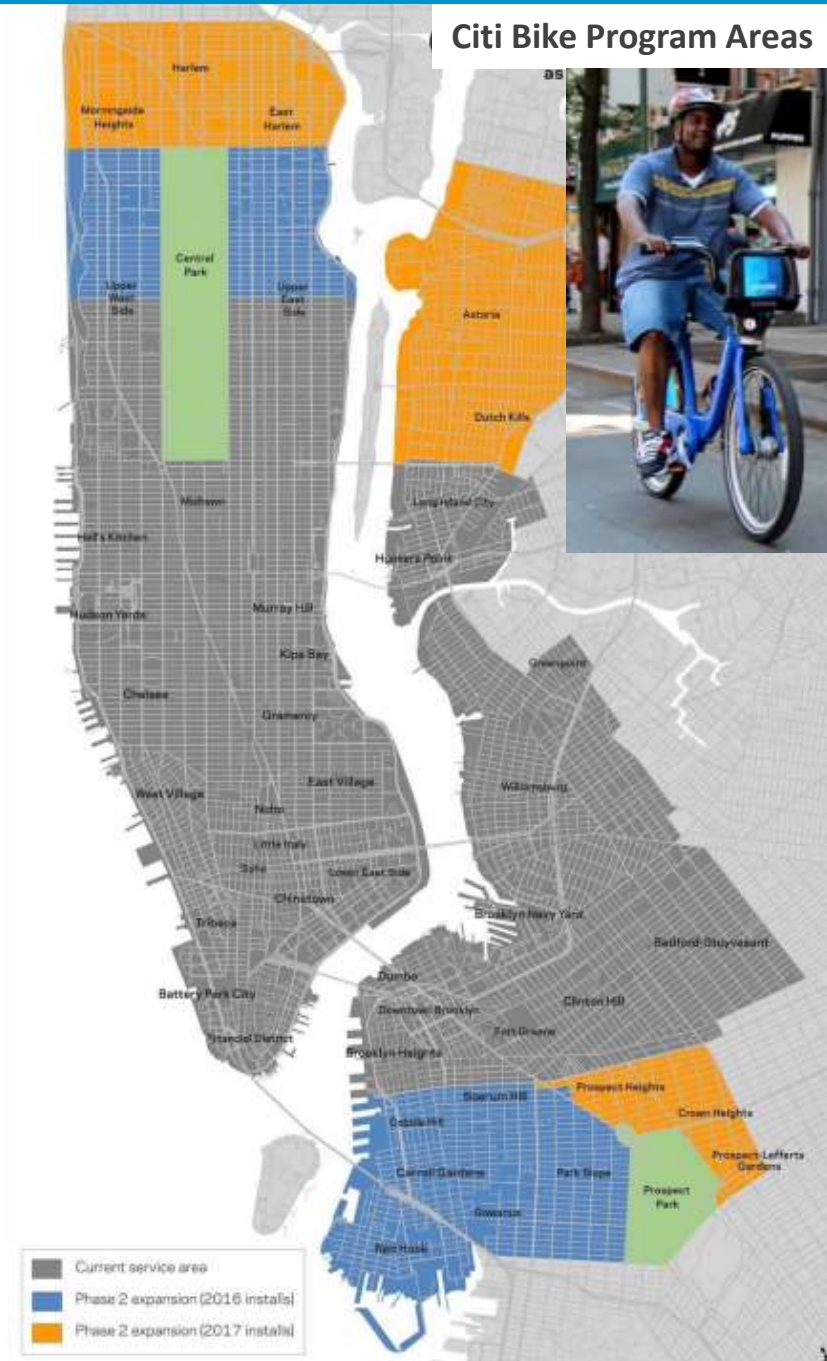 Citi Bike Program Areas
as
Harlem
Morningside
Heights
East
Harlem
Central
Park
Upper
West
Side
Upper
East
Side
Astoria
Dutch Kills
Midtown
Long Island City
Hell's Kitchen
Hunters Point
Hudson Yards
Murray Hill
Kips Bay
Greenpoint
Chelsea
Gramercy
East Village
Williamsburg
West Village
Noho
Little Italy
Soho
Lower East Side
Chinatown
Brooklyn Navy Yard
Tribeca
Bedford-Stuyvesant
Dumbo
Battery Park City
Downtown Brooklyn
Clinton Hill
Fort Greene
Financial District
Brooklyn Heights
Prospect Heights
Boerum Hill
Crown Heights
Cobble Hill
Prospect-Lefferts
Gardens
Carroll Gardens
Park Slope
Prospect
Park
Gowanus
Red Hook
Current service area
Phase 2 expansion (2016 installs)
Phase 2 expansion (2017 installs)